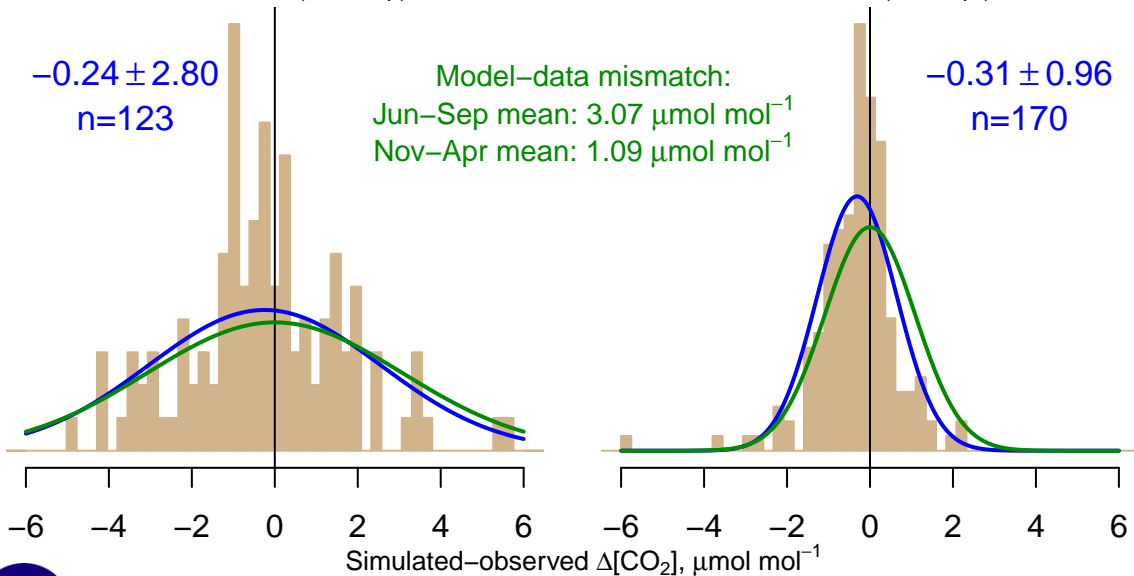 −0.24 ± 2.80
n=123
Model−data mismatch:
Jun−Sep mean: 3.07 μmol mol⁻¹
Nov−Apr mean: 1.09 μmol mol⁻¹
−0.31 ± 0.96
n=170
−6 −4 −2 0 2 4 6
−6 −4 −2 0 2 4 6
Simulated−observed Δ[CO₂], μmol mol⁻¹